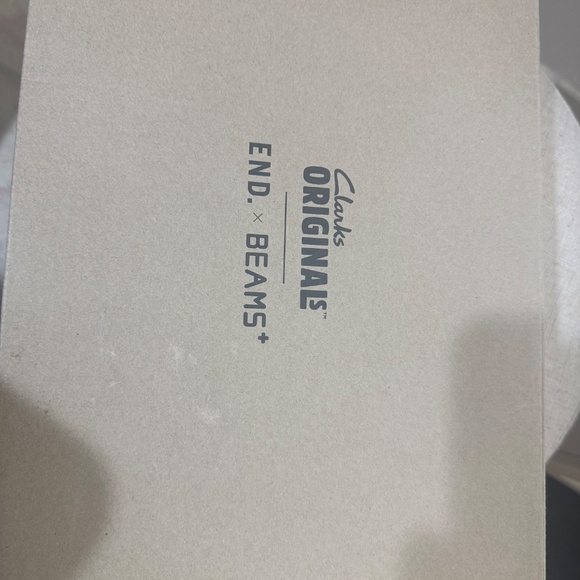 Clarks
ORIGINALS™
END. × BEAMS+